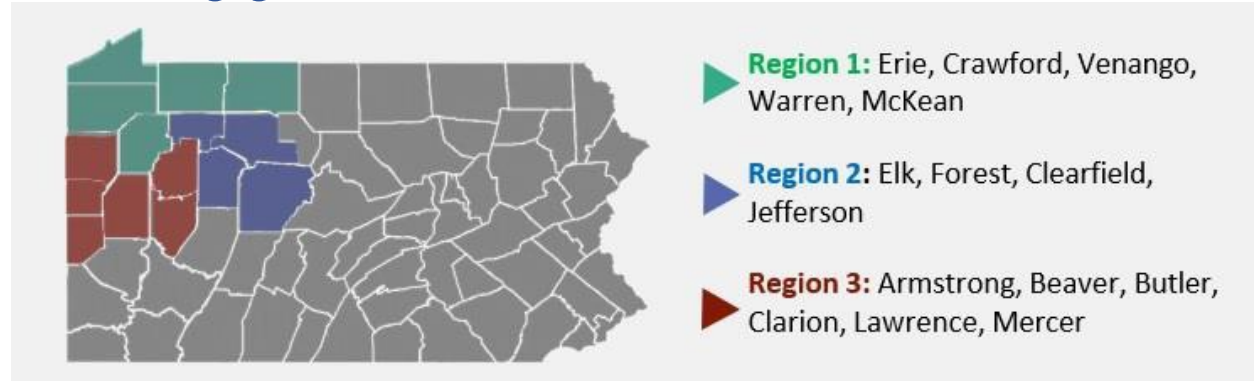 Region 1: Erie, Crawford, Venango,
Warren, McKean
Region 2: Elk, Forest, Clearfield,
Jefferson
Region 3: Armstrong, Beaver, Butler,
Clarion, Lawrence, Mercer